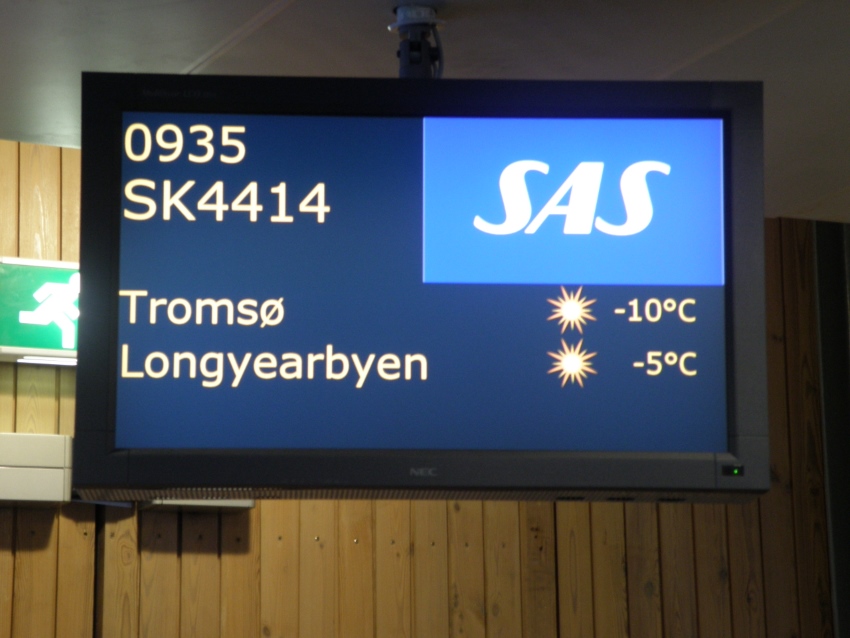 0935
SK4414
SAS
Tromsø -10°C
Longyearbyen -5°C
NEC